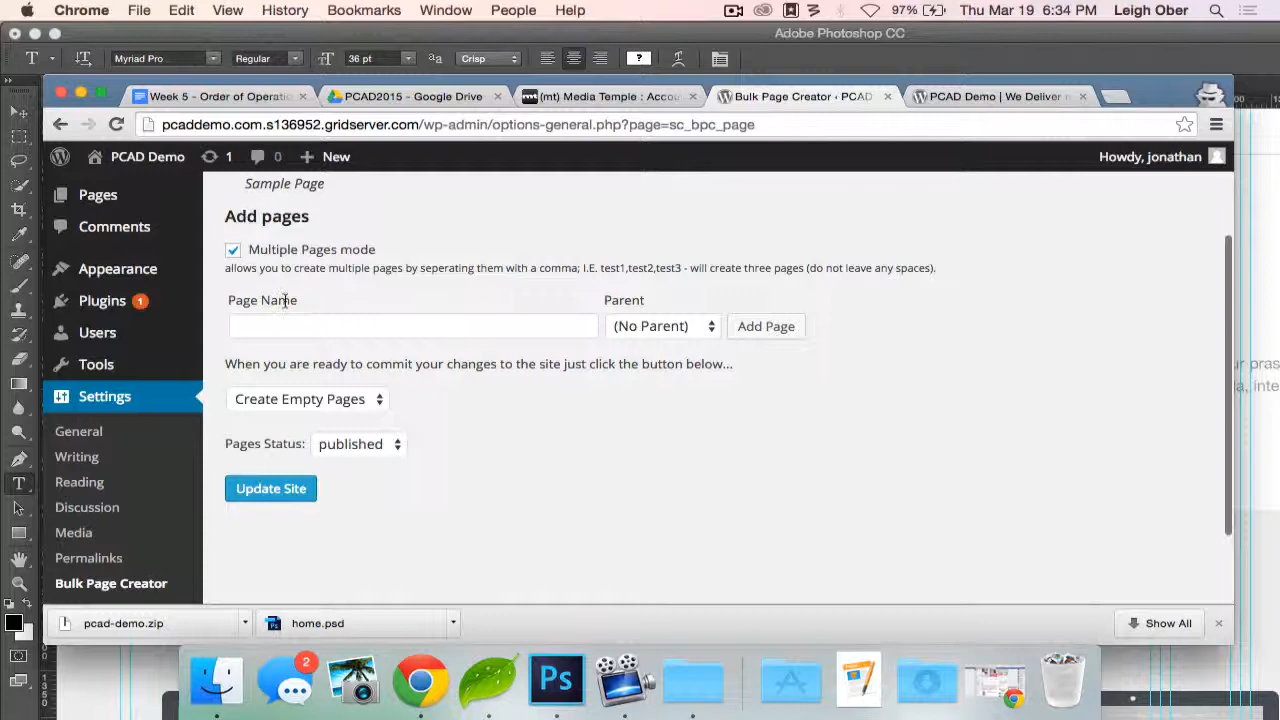 Chrome File Edit View History Bookmarks Window People Help 97% Thu Mar 19 6:34 PM Leigh Ober
Adobe Photoshop CC
T Myriad Pro Regular 36 pt Crisp ?
Week 5 - Order of Operati PCAD2015 - Google Drive (mt) Media Temple : Accou Bulk Page Creator ‹ PCAD PCAD Demo | We Deliver
pcaddemo.com.s136952.gridserver.com/wp-admin/options-general.php?page=sc_bpc_page
PCAD Demo 1 0 New Howdy, jonathan
Pages
Comments
Appearance
Plugins 1
Users
Tools
Settings
General
Writing
Reading
Discussion
Media
Permalinks
Bulk Page Creator
Sample Page
Add pages
Multiple Pages mode
allows you to create multiple pages by seperating them with a comma; I.E. test1,test2,test3 - will create three pages (do not leave any spaces).
Page Name Parent
(No Parent) Add Page
When you are ready to commit your changes to the site just click the button below...
Create Empty Pages
Pages Status: published
Update Site
pcad-demo.zip home.psd Show All
2
Ps